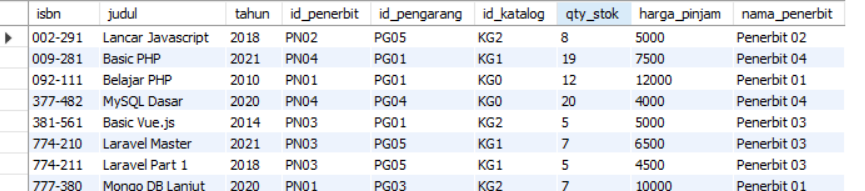 isbn judul tahun id_penerbit id_pengarang id_katalog qty_stok harga_pinjam nama_penerbit
002-291 Lancar Javascript 2018 PN02 PG05 KG2 8 5000 Penerbit 02
009-281 Basic PHP 2021 PN04 PG01 KG1 19 7500 Penerbit 04
092-111 Belajar PHP 2010 PN01 PG01 KG0 12 12000 Penerbit 01
377-482 MySQL Dasar 2020 PN04 PG04 KG0 20 4000 Penerbit 04
381-561 Basic Vue.js 2014 PN03 PG01 KG2 5 5000 Penerbit 03
774-210 Laravel Master 2021 PN03 PG05 KG1 7 6500 Penerbit 03
774-211 Laravel Part 1 2018 PN03 PG05 KG1 5 4500 Penerbit 03
777-380 Mongo DB Lanjut 2020 PN01 PG03 KG2 7 10000 Penerbit 01